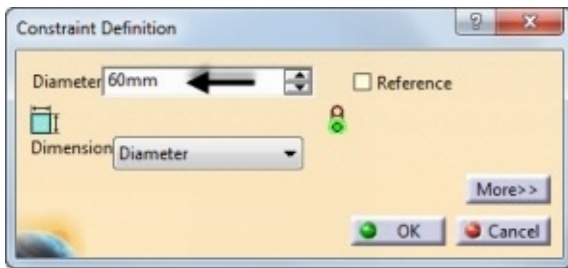 Constraint Definition
Diameter 60mm Reference
Dimension Diameter
More>>
OK Cancel